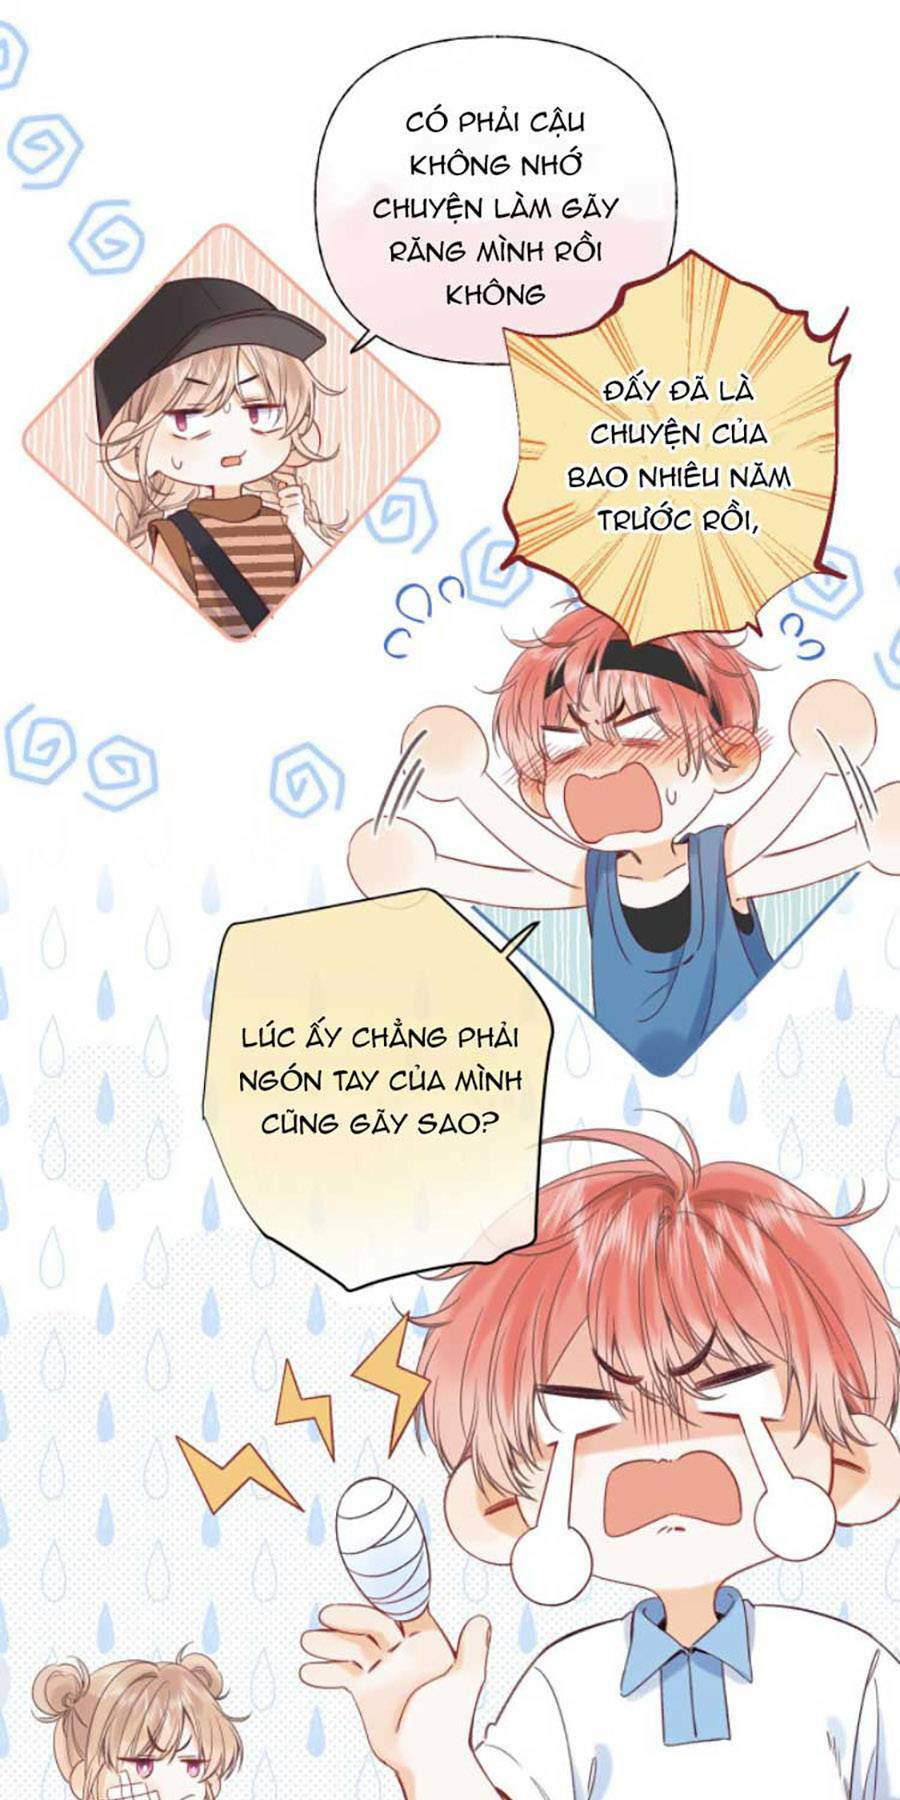 CÓ PHẢI CẬU
KHÔNG NHỚ
CHUYỆN LÀM GÃY
RĂNG MÌNH RỒI
KHÔNG
ĐẤY ĐÃ LÀ
CHUYỆN CỦA
BAO NHIÊU NĂM
TRƯỚC RỒI,
LÚC ẤY CHẲNG PHẢI
NGÓN TAY CỦA MÌNH
CŨNG GÃY SAO?